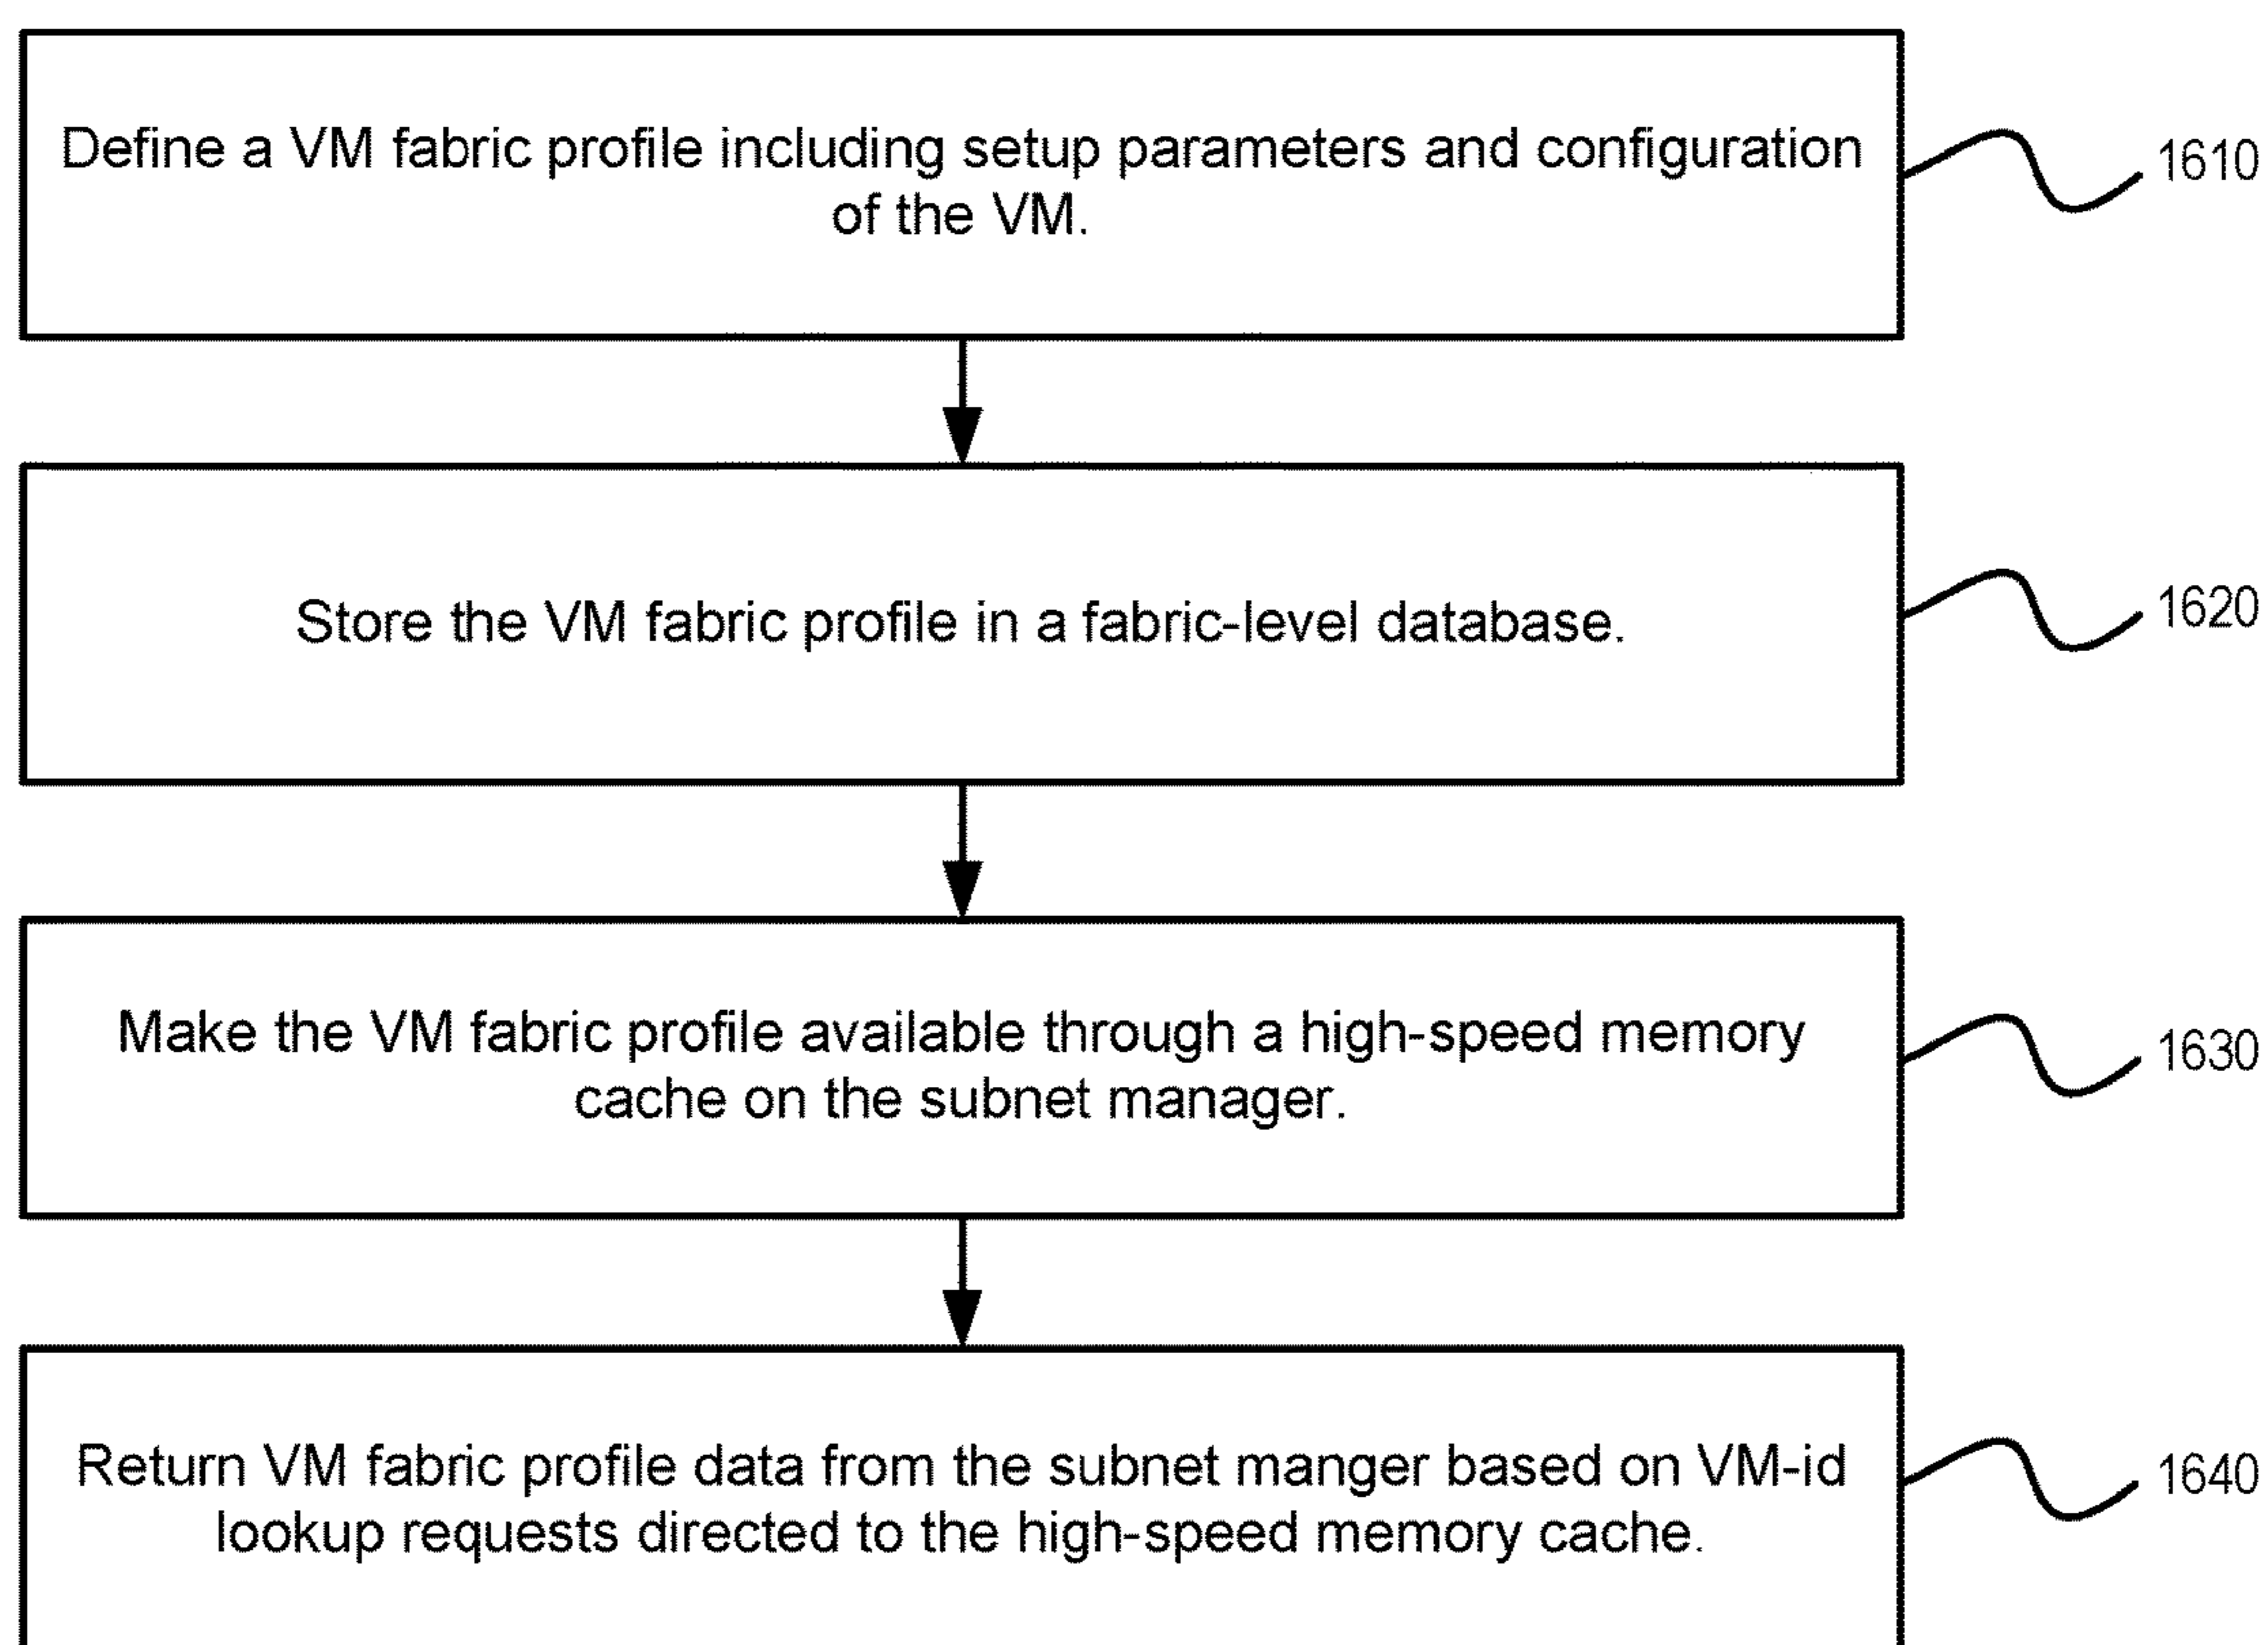 Define a VM fabric profile including setup parameters and configuration
of the VM.
1610
Store the VM fabric profile in a fabric-level database.
1620
Make the VM fabric profile available through a high-speed memory
cache on the subnet manager.
1630
Return VM fabric profile data from the subnet manger based on VM-id
lookup requests directed to the high-speed memory cache.
1640